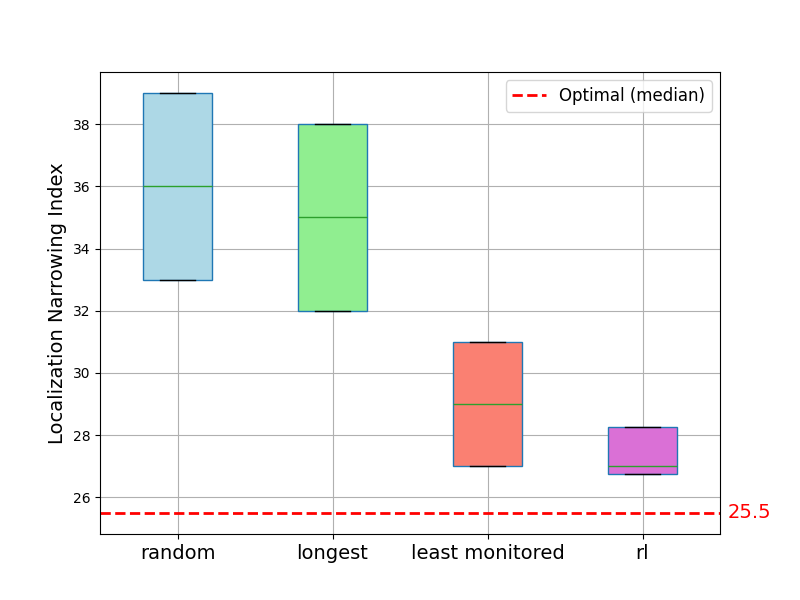 Optimal (median)
Localization Narrowing Index
38
36
34
32
30
28
26
25.5
random
longest
least monitored
rl